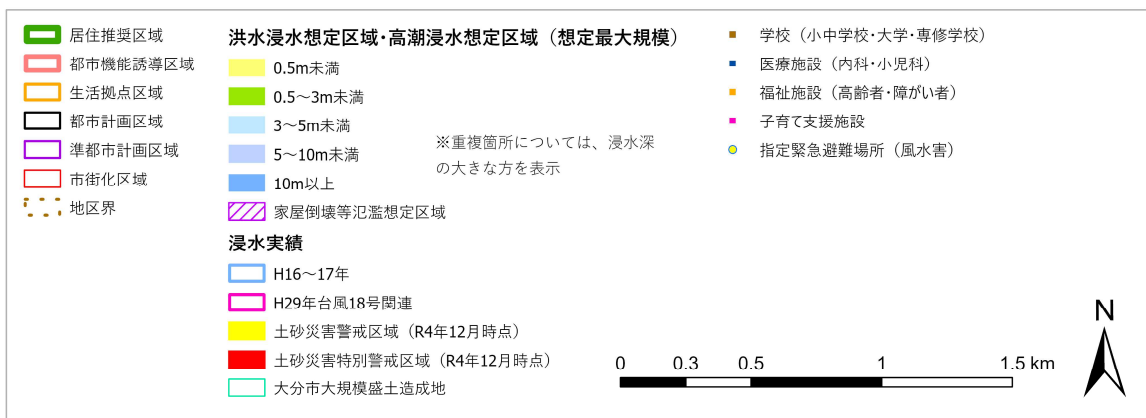 居住推奨区域
都市機能誘導区域
生活拠点区域
都市計画区域
準都市計画区域
市街化区域
地区界
洪水浸水想定区域・高潮浸水想定区域（想定最大規模）
0.5m未満
0.5～3m未満
3～5m未満
5～10m未満
10m以上
家屋倒壊等氾濫想定区域
※重複箇所については、浸水深
の大きな方を表示
浸水実績
H16～17年
H29年台風18号関連
土砂災害警戒区域（R4年12月時点）
土砂災害特別警戒区域（R4年12月時点）
大分市大規模盛土造成地
学校（小中学校・大学・専修学校）
医療施設（内科・小児科）
福祉施設（高齢者・障がい者）
子育て支援施設
指定緊急避難場所（風水害）
0 0.3 0.5 1 1.5 km
N